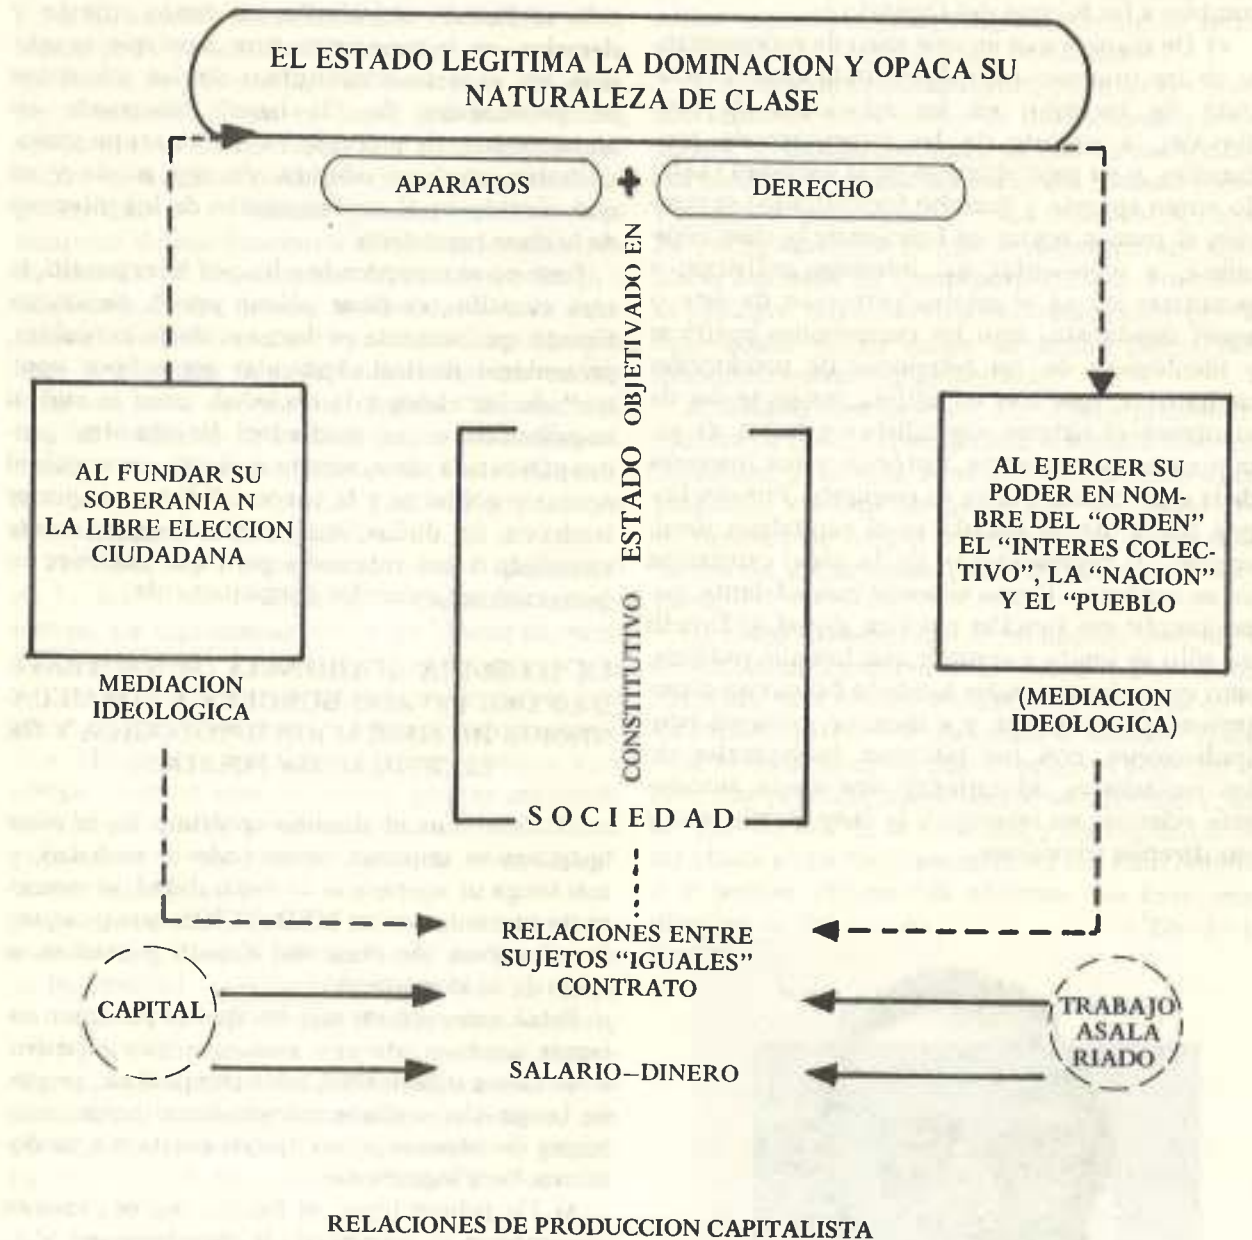 EL ESTADO LEGITIMA LA DOMINACION Y OPACA SU
NATURALEZA DE CLASE
APARATOS + DERECHO
CONSTITUTIVO ESTADO OBJETIVADO EN
AL FUNDAR SU
SOBERANIA N
LA LIBRE ELECCION
CIUDADANA
MEDIACION
IDEOLOGICA
AL EJERCER SU
PODER EN NOM-
BRE DEL “ORDEN”
EL “INTERES COLEC-
TIVO”, LA “NACION”
Y EL “PUEBLO
(MEDIACION
IDEOLOGICA)
SOCIEDAD
RELACIONES ENTRE
SUJETOS “IGUALES”
CONTRATO
CAPITAL
TRABAJO
ASALA
RIADO
SALARIO–DINERO
RELACIONES DE PRODUCCION CAPITALISTA